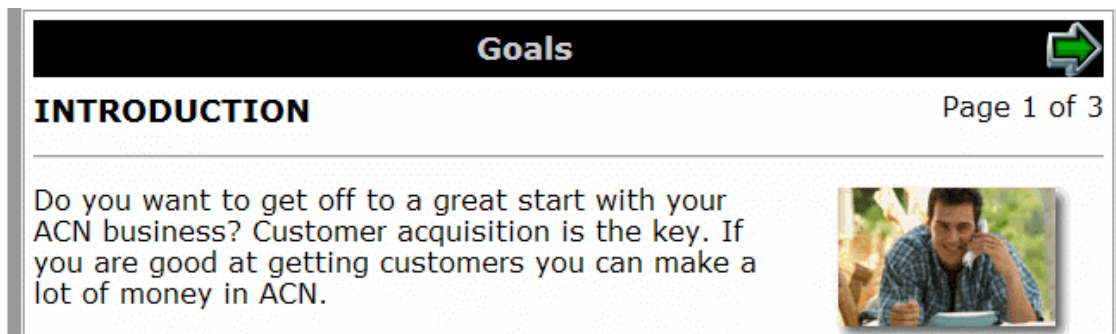 Goals
INTRODUCTION
Page 1 of 3
Do you want to get off to a great start with your
ACN business? Customer acquisition is the key. If
you are good at getting customers you can make a
lot of money in ACN.